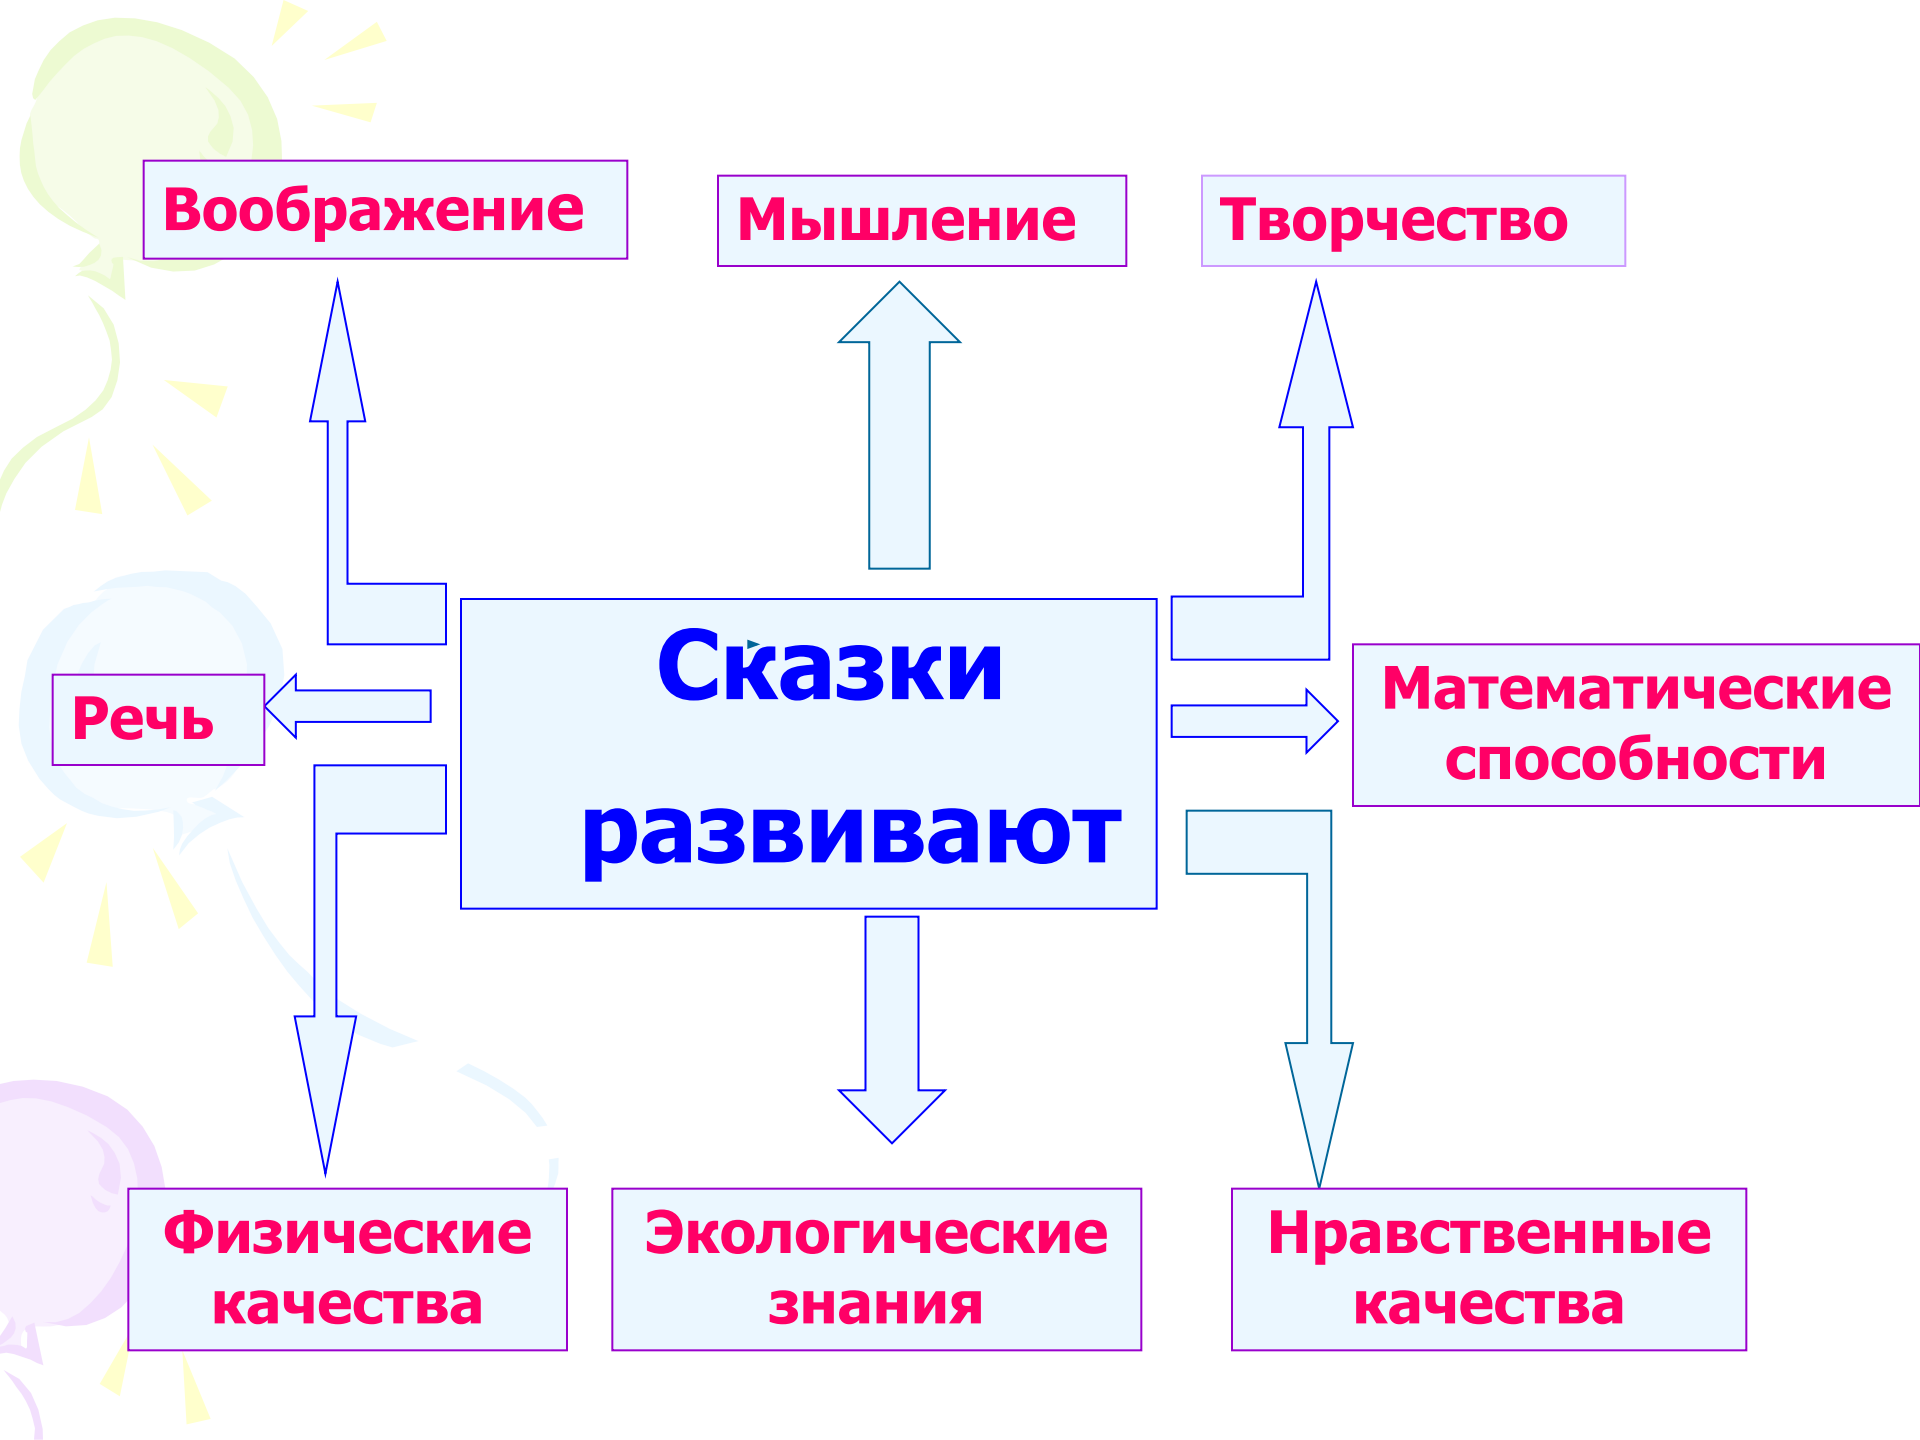 Воображение
Мышление
Творчество
Сказки
развивают
Речь
Математические
способности
Физические
качества
Экологические
знания
Нравственные
качества